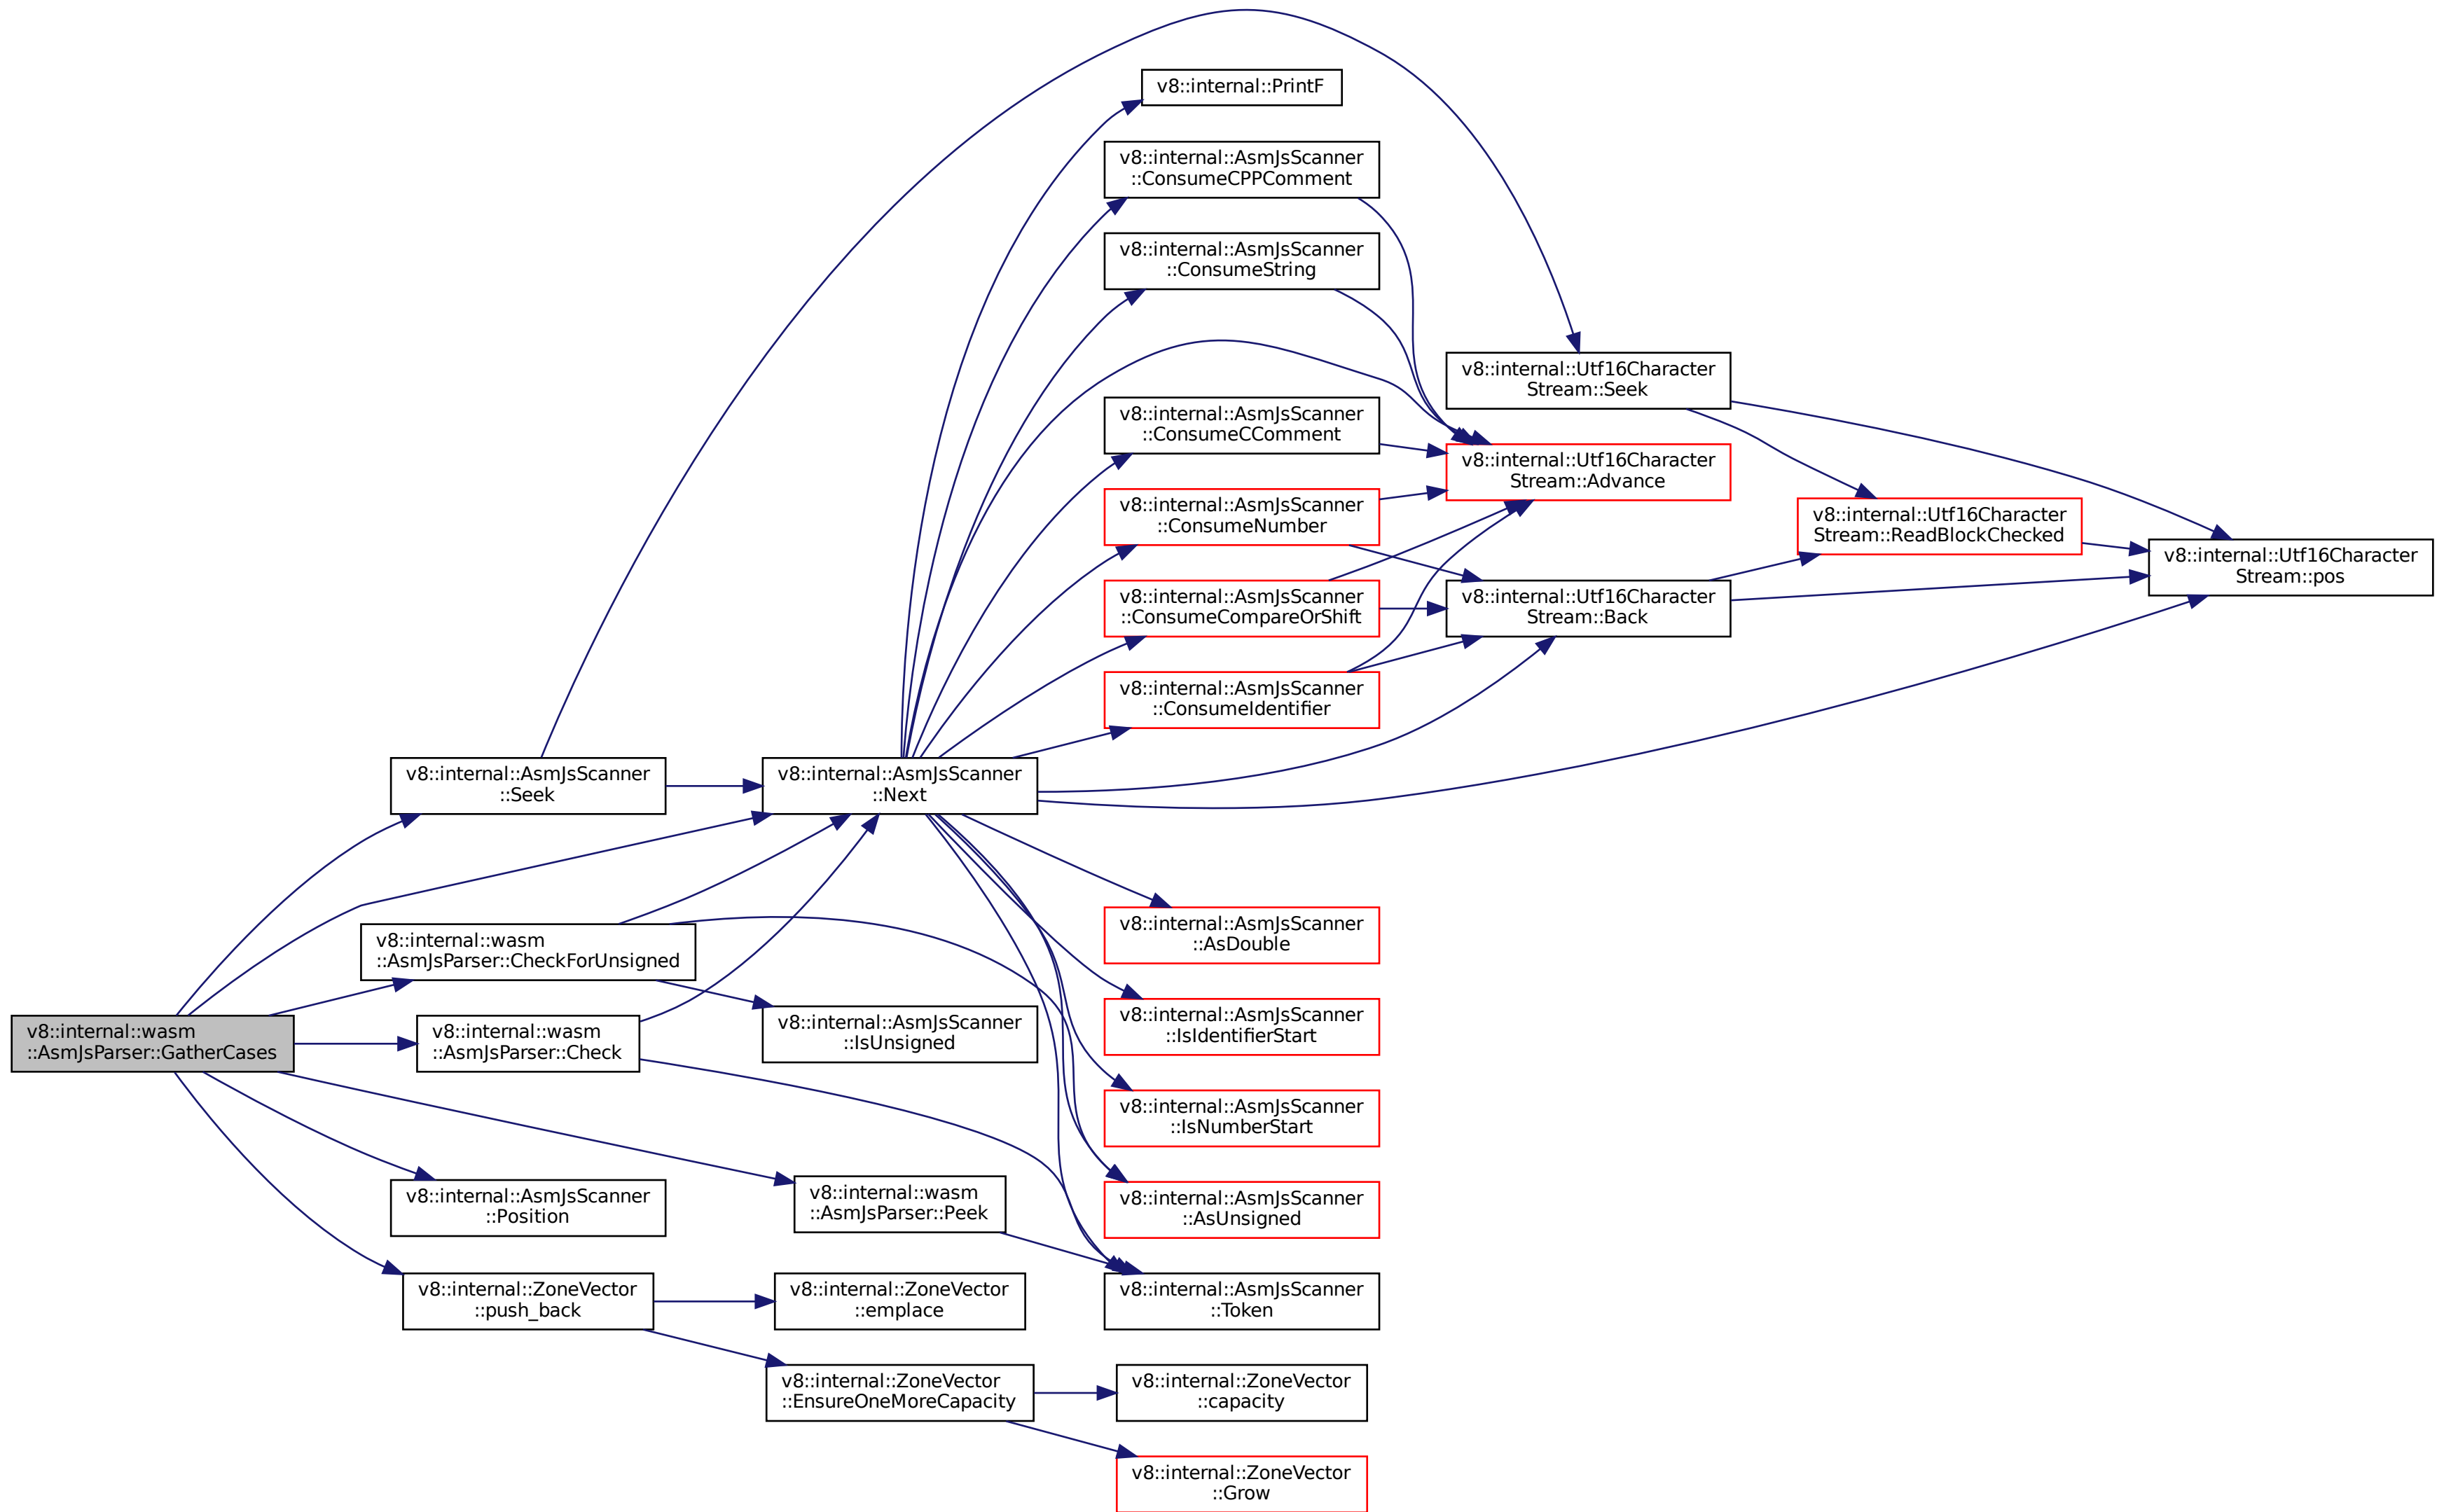 v8::internal::PrintF
v8::internal::AsmJsScanner
::ConsumeCPPComment
v8::internal::AsmJsScanner
::ConsumeString
v8::internal::Utf16Character
Stream::Seek
v8::internal::AsmJsScanner
::ConsumeCComment
v8::internal::Utf16Character
Stream::Advance
v8::internal::AsmJsScanner
::ConsumeNumber
v8::internal::Utf16Character
Stream::ReadBlockChecked
v8::internal::Utf16Character
Stream::pos
v8::internal::AsmJsScanner
::ConsumeCompareOrShift
v8::internal::Utf16Character
Stream::Back
v8::internal::AsmJsScanner
::ConsumeIdentifier
v8::internal::AsmJsScanner
::Seek
v8::internal::AsmJsScanner
::Next
v8::internal::AsmJsScanner
::AsDouble
v8::internal::wasm
::AsmJsParser::CheckForUnsigned
v8::internal::AsmJsScanner
::IsIdentifierStart
v8::internal::wasm
::AsmJsParser::GatherCases
v8::internal::wasm
::AsmJsParser::Check
v8::internal::AsmJsScanner
::IsUnsigned
v8::internal::AsmJsScanner
::IsNumberStart
v8::internal::AsmJsScanner
::Position
v8::internal::wasm
::AsmJsParser::Peek
v8::internal::AsmJsScanner
::AsUnsigned
v8::internal::ZoneVector
::push_back
v8::internal::ZoneVector
::emplace
v8::internal::AsmJsScanner
::Token
v8::internal::ZoneVector
::EnsureOneMoreCapacity
v8::internal::ZoneVector
::capacity
v8::internal::ZoneVector
::Grow